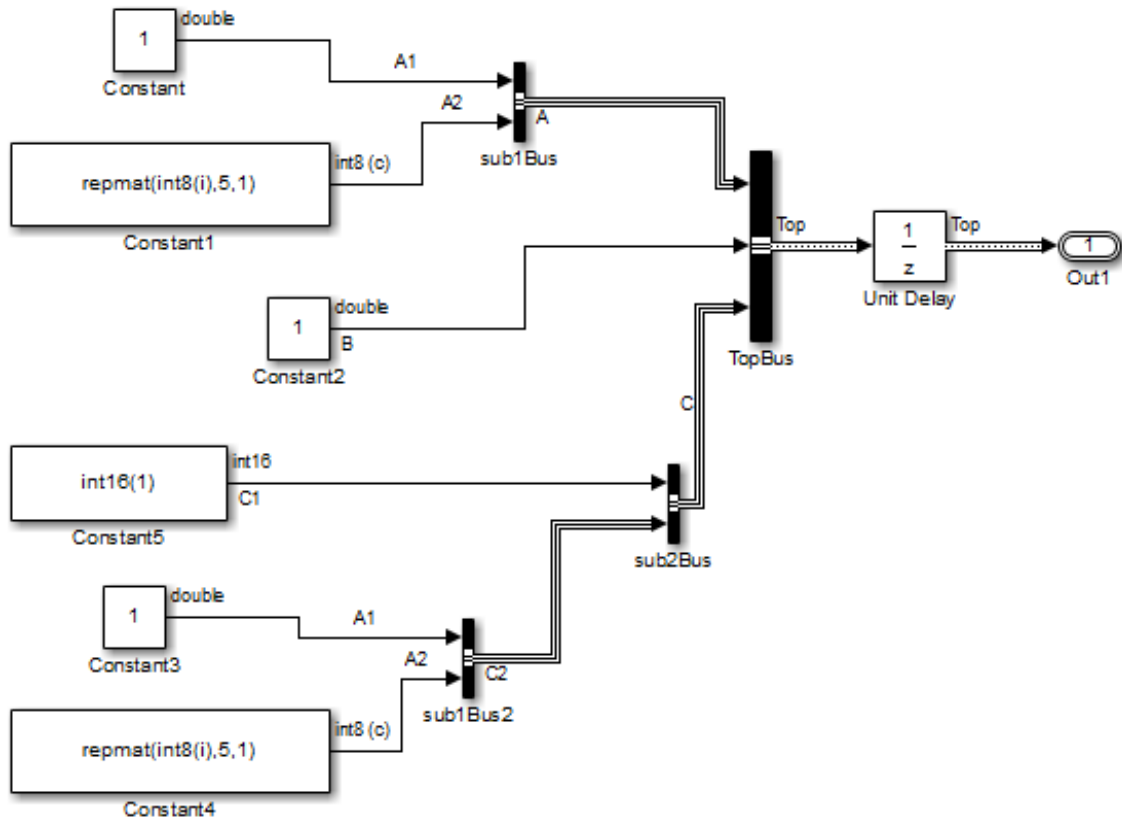 double
1
Constant
A1
A2
A
sub1Bus
repmat(int8(i),5,1)
int8 (c)
Constant1
Top
1
z
Unit Delay
Top
1
Out1
double
1
B
Constant2
TopBus
C
int16(1)
int16
C1
Constant5
sub2Bus
double
1
Constant3
A1
A2
C2
sub1Bus2
repmat(int8(i),5,1)
int8 (c)
Constant4